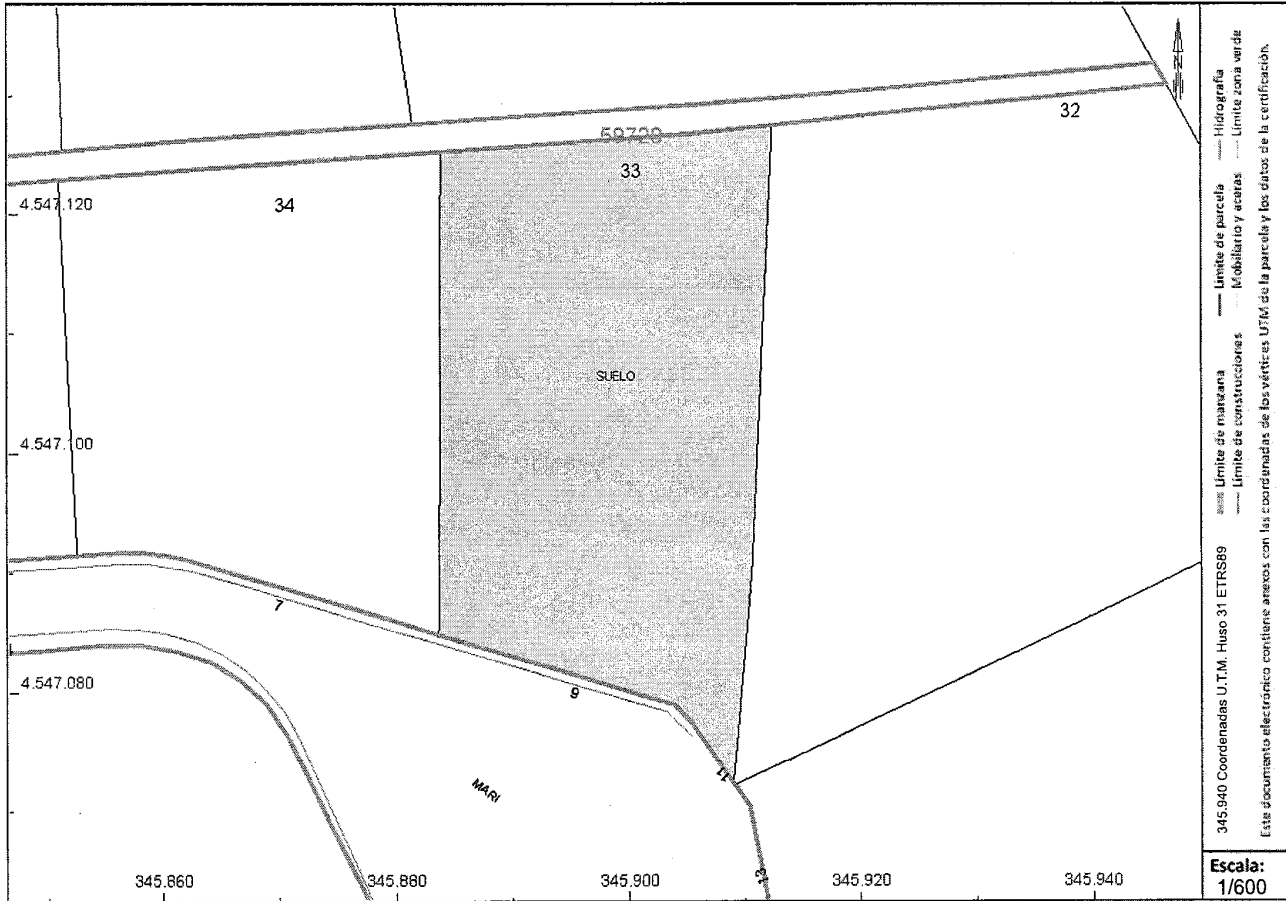 N
59728
32
33
34
4.547.120
SUELO
4.547.100
7
4.547.080
9
11
MARI
13
345.860
345.880
345.900
345.920
345.940
345.940 Coordenadas U.T.M. Huso 31 ETRS89
Límite de manzana
Límite de parcela
Hidrografía
Límite de construcciones
Mobiliario y aceras
Límite zona verde
Este documento electrónico contiene anexos con las coordenadas de los vértices UTM de la parcela y los datos de la certificación.
Escala:
1/600